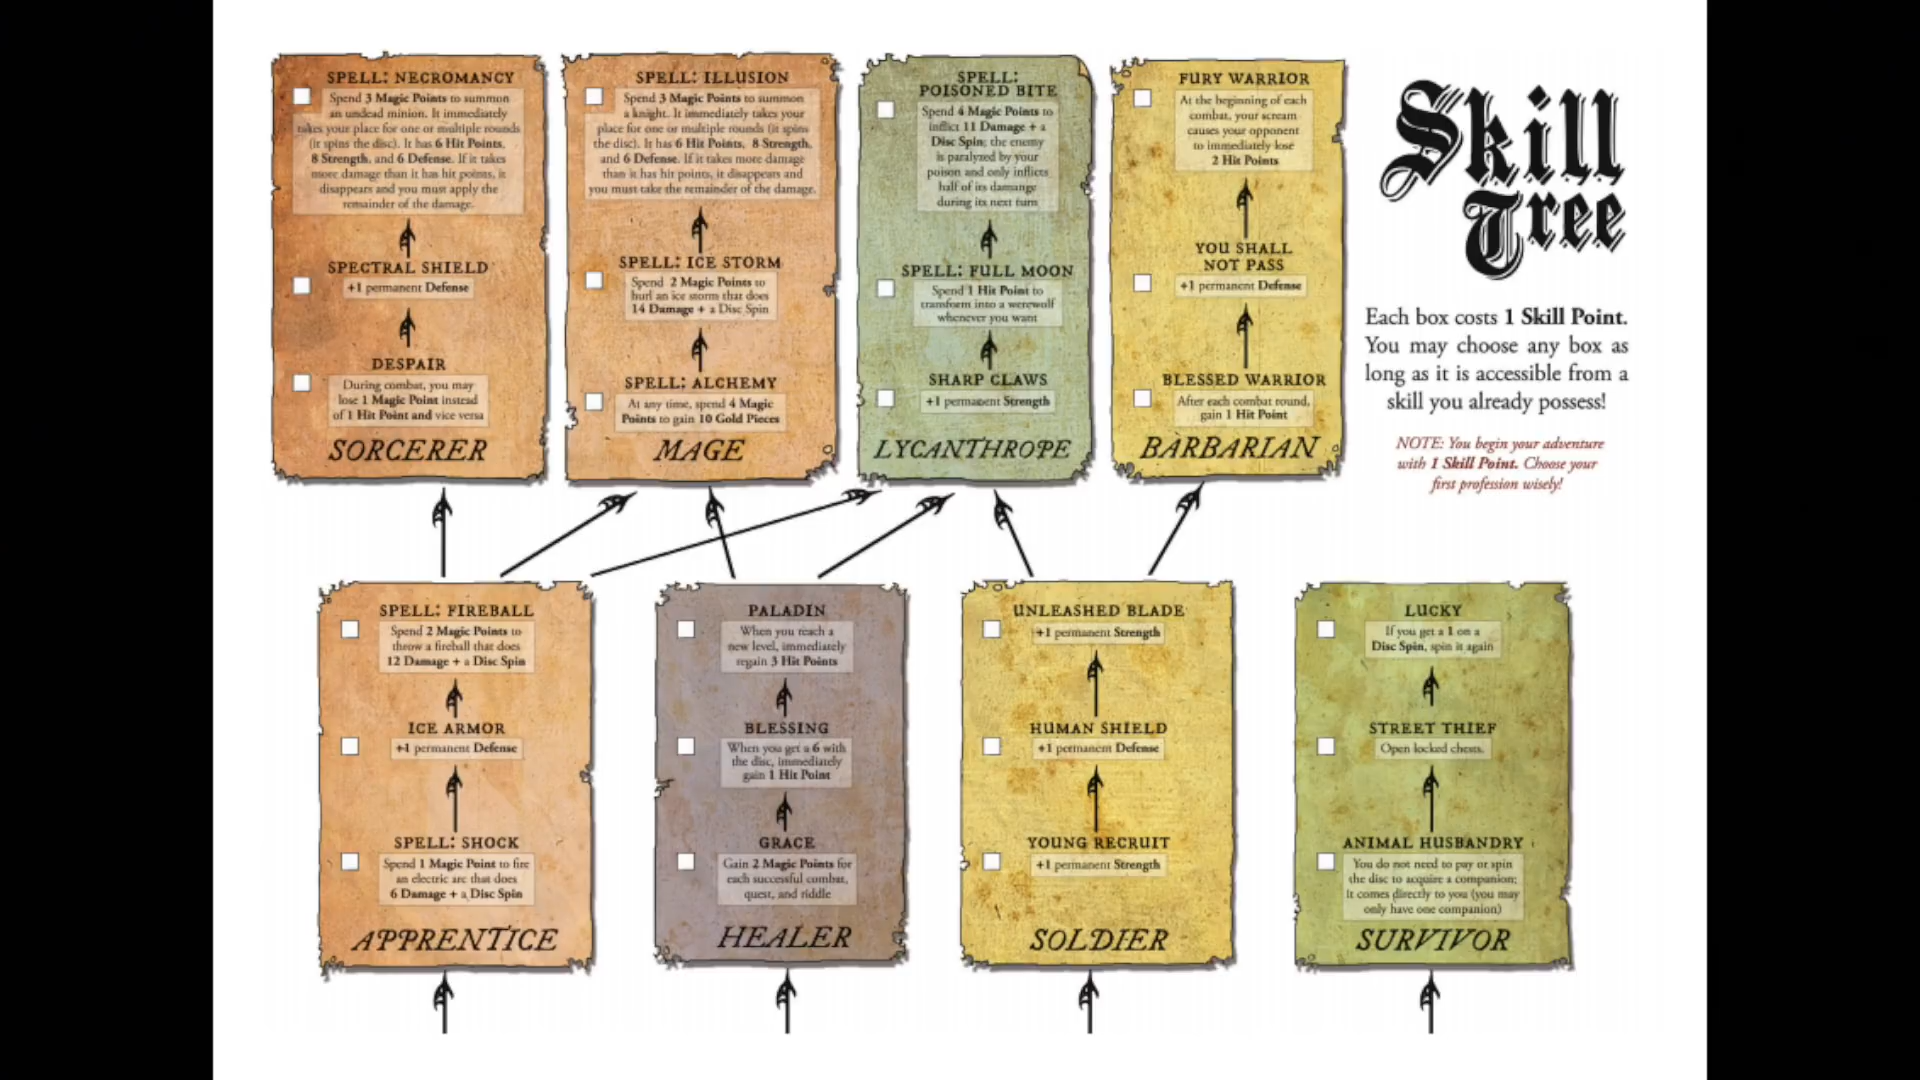 SPELL: NECROMANCY
Spend 3 Magic Points to summon
an undead minion. It immediately
takes your place for one or multiple rounds
(it spins the disc). It has 6 Hit Points,
8 Strength, and 6 Defense. If it takes
more damage than it has hit points, it
disappears and you must apply the
remainder of the damage.
SPECTRAL SHIELD
+1 permanent Defense
DESPAIR
During combat, you may
lose 1 Magic Point instead
of 1 Hit Point and vice versa
SORCERER
SPELL: ILLUSION
Spend 3 Magic Points to summon
a knight. It immediately takes your
place for one or multiple rounds (it spins
the disc). It has 6 Hit Points, 8 Strength,
and 6 Defense. If it takes more damage
than it has hit points, it disappears and
you must take the remainder of the damage.
SPELL: ICE STORM
Spend 2 Magic Points to
hurl an ice storm that does
14 Damage + a Disc Spin
SPELL: ALCHEMY
At any time, spend 4 Magic
Points to gain 10 Gold Pieces
MAGE
SPELL:
POISONED BITE
Spend 4 Magic Points to
inflict 11 Damage + a
Disc Spin; the enemy
is paralyzed by your
poison and only inflicts
half of its damange
during its next turn
SPELL: FULL MOON
Spend 1 Hit Point to
transform into a werewolf
whenever you want
SHARP CLAWS
+1 permanent Strength
LYCANTHROPE
FURY WARRIOR
At the beginning of each
combat, your scream
causes your opponent
to immediately lose
2 Hit Points
YOU SHALL
NOT PASS
+1 permanent Defense
BLESSED WARRIOR
After each combat round,
gain 1 Hit Point
BARBARIAN
Skill
Tree
Each box costs 1 Skill Point.
You may choose any box as
long as it is accessible from a
skill you already possess!
NOTE: You begin your adventure
with 1 Skill Point. Choose your
first profession wisely!
SPELL: FIREBALL
Spend 2 Magic Points to
throw a fireball that does
12 Damage + a Disc Spin
ICE ARMOR
+1 permanent Defense
SPELL: SHOCK
Spend 1 Magic Point to fire
an electric arc that does
6 Damage + a Disc Spin
APPRENTICE
PALADIN
When you reach a
new level, immediately
regain 3 Hit Points
BLESSING
When you get a 6 with
the disc, immediately
gain 1 Hit Point
GRACE
Gain 2 Magic Points for
each successful combat,
quest, and riddle
HEALER
UNLEASHED BLADE
+1 permanent Strength
HUMAN SHIELD
+1 permanent Defense
YOUNG RECRUIT
+1 permanent Strength
SOLDIER
LUCKY
If you get a 1 on a
Disc Spin, spin it again
STREET THIEF
Open locked chests.
ANIMAL HUSBANDRY
You do not need to pay or spin
the disc to acquire a companion;
it comes directly to you (you may
only have one companion)
SURVIVOR